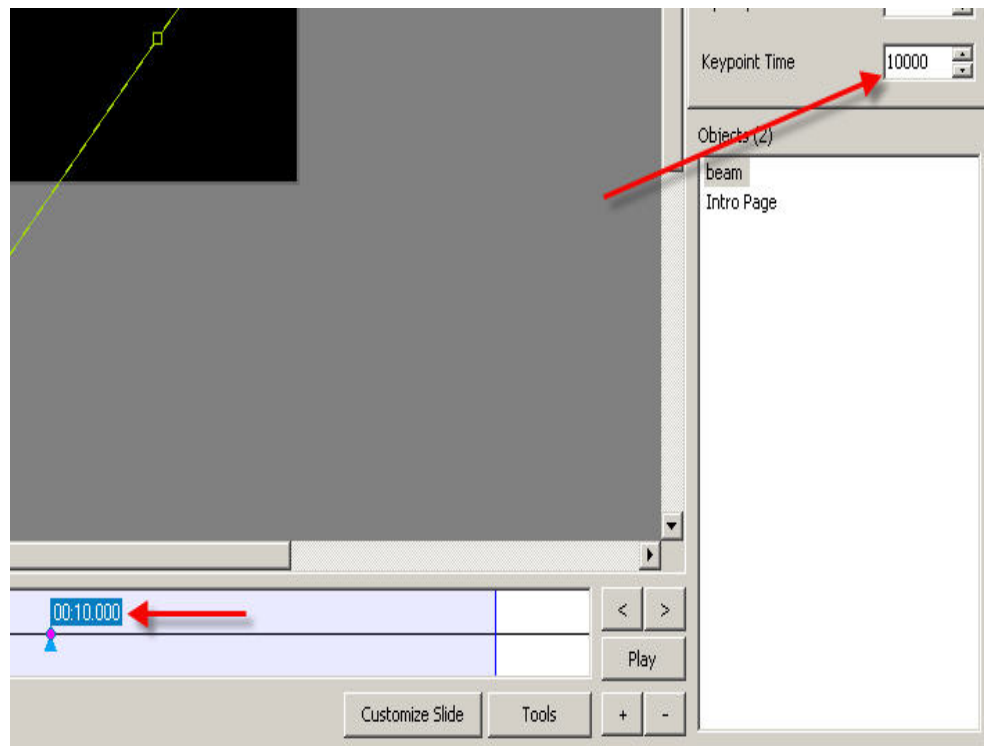 Keypoint Time
10000
Objects (2)
beam
Intro Page
00:10.000
<
>
Play
Customize Slide
Tools
+
-